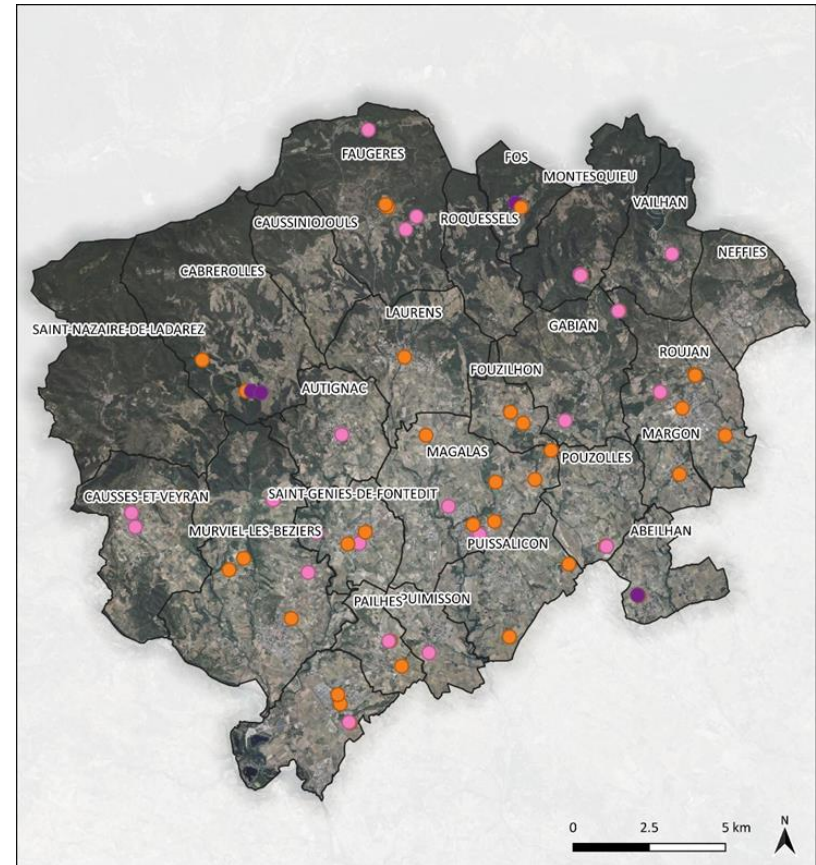 FAUGERES
FOS
MONTESQUIEU
VAILHAN
CAUSSINIOJOULS
ROQUESSELS
NEFFIES
CABREROLLES
LAURENS
SAINT-NAZAIRE-DE-LADAREZ
GABIAN
ROUJAN
FOUZILHON
AUTIGNAC
MARGON
MAGALAS
POUZOLLES
CAUSSES-ET-VEYRAN
SAINT-GENIES-DE-FONTEDIT
MURVIEL-LES-BEZIERS
ABEILHAN
PUISSALICON
PAILHES
PUIMISSON
0 2.5 5 km
N